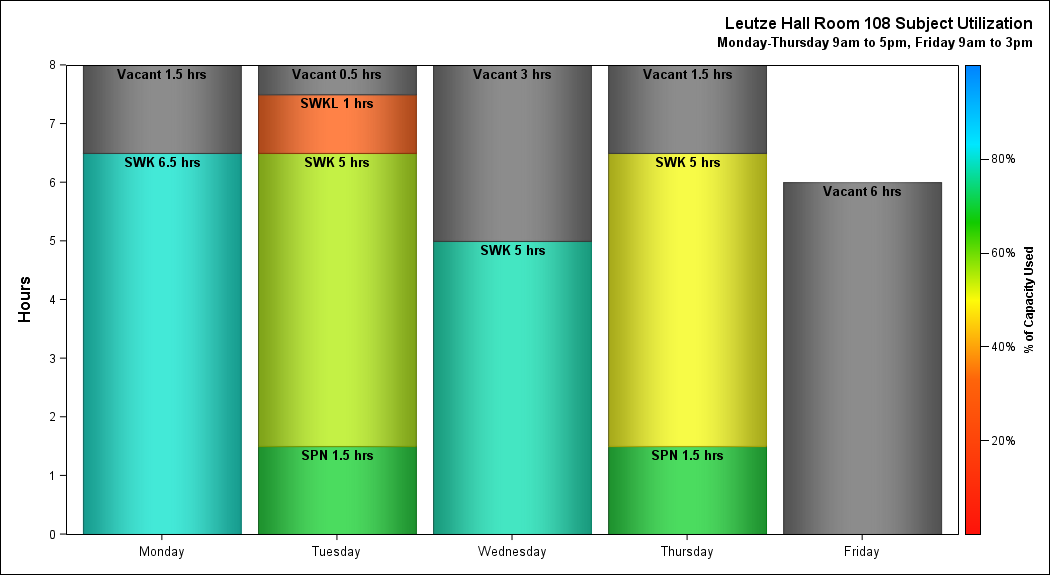 Leutze Hall Room 108 Subject Utilization
Monday-Thursday 9am to 5pm, Friday 9am to 3pm
Hours
8
7
6
5
4
3
2
1
0
Vacant 1.5 hrs
SWK 6.5 hrs
Vacant 0.5 hrs
SWKL 1 hrs
SWK 5 hrs
SPN 1.5 hrs
Vacant 3 hrs
SWK 5 hrs
Vacant 1.5 hrs
SWK 5 hrs
SPN 1.5 hrs
Vacant 6 hrs
Monday
Tuesday
Wednesday
Thursday
Friday
80%
60%
40%
20%
% of Capacity Used